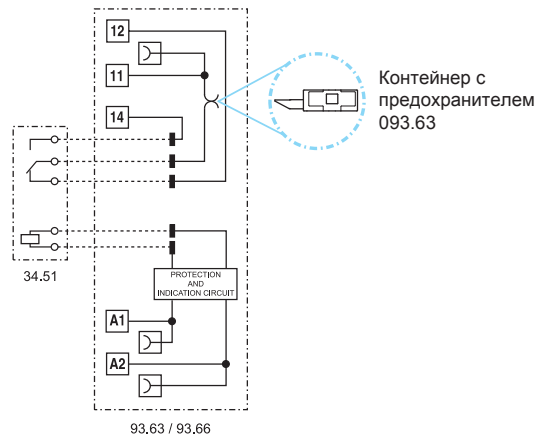 12
11
14
Контейнер с
предохранителем
093.63
34.51
PROTECTION
AND
INDICATION CIRCUIT
A1
A2
93.63 / 93.66